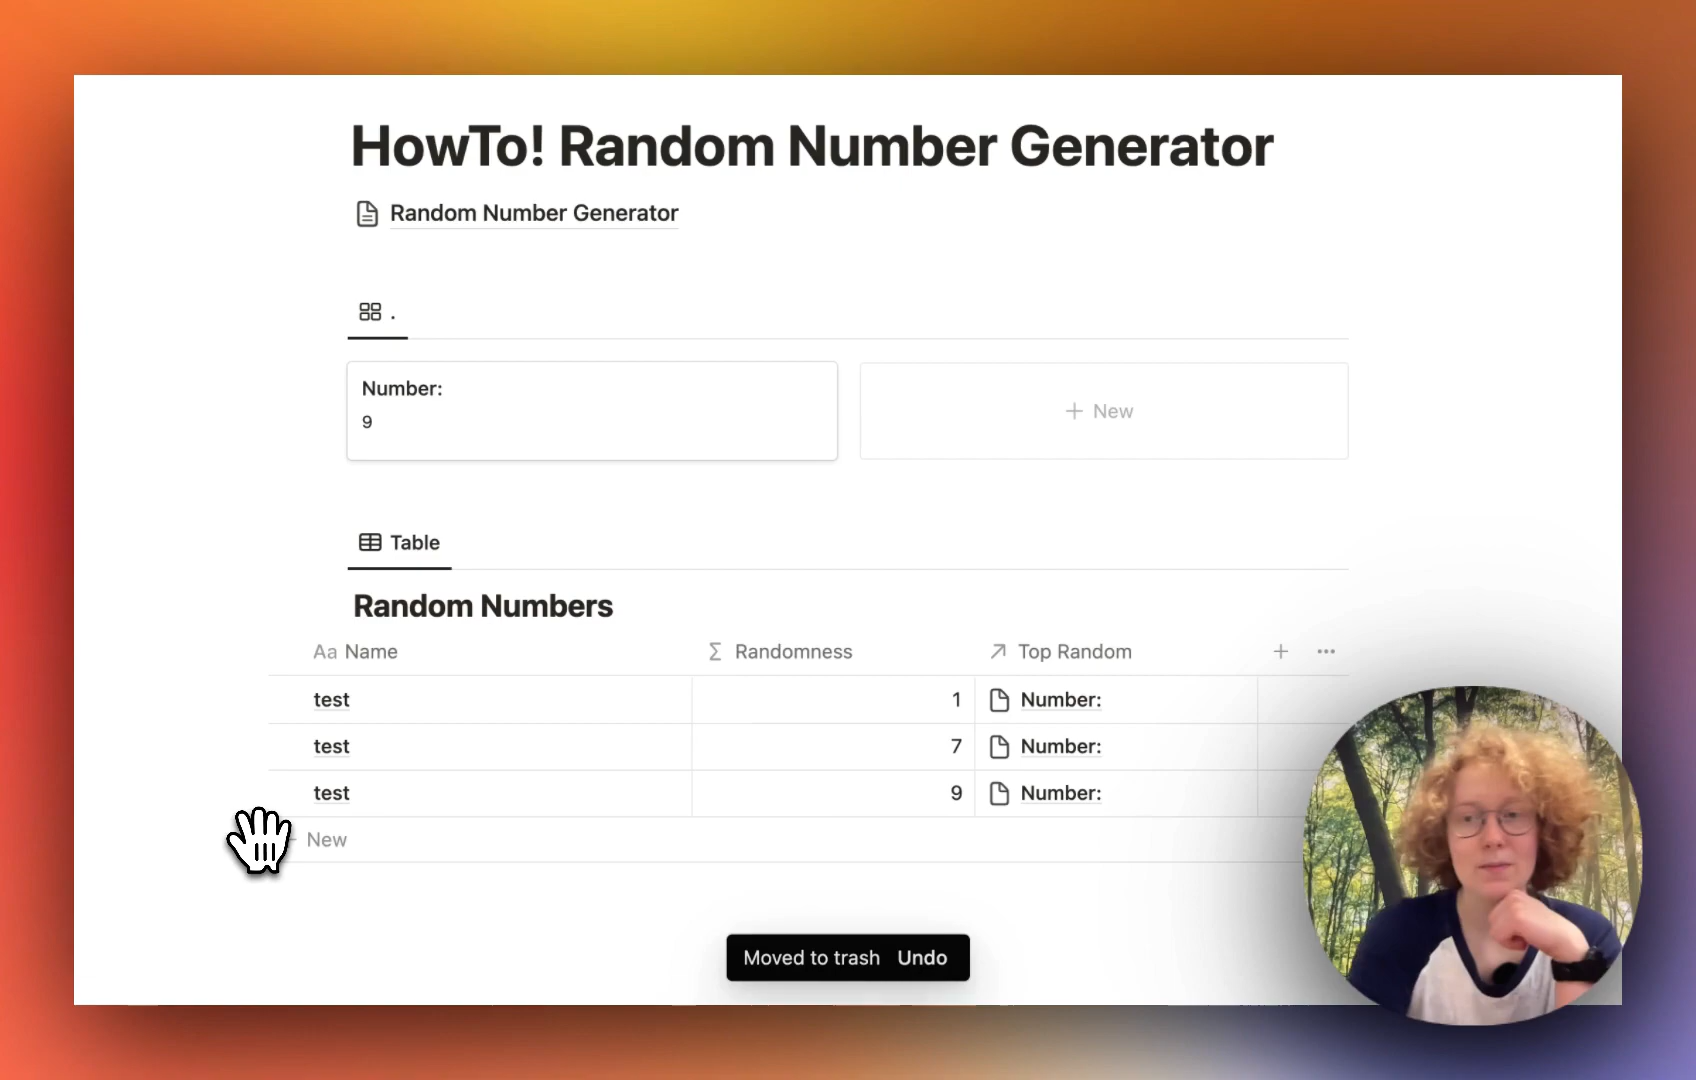 HowTo! Random Number Generator
Random Number Generator
.
Number:
9
+ New
Table
Random Numbers
Aa Name Σ Randomness Top Random
test 1 Number:
test 7 Number:
test 9 Number:
New
Moved to trash Undo